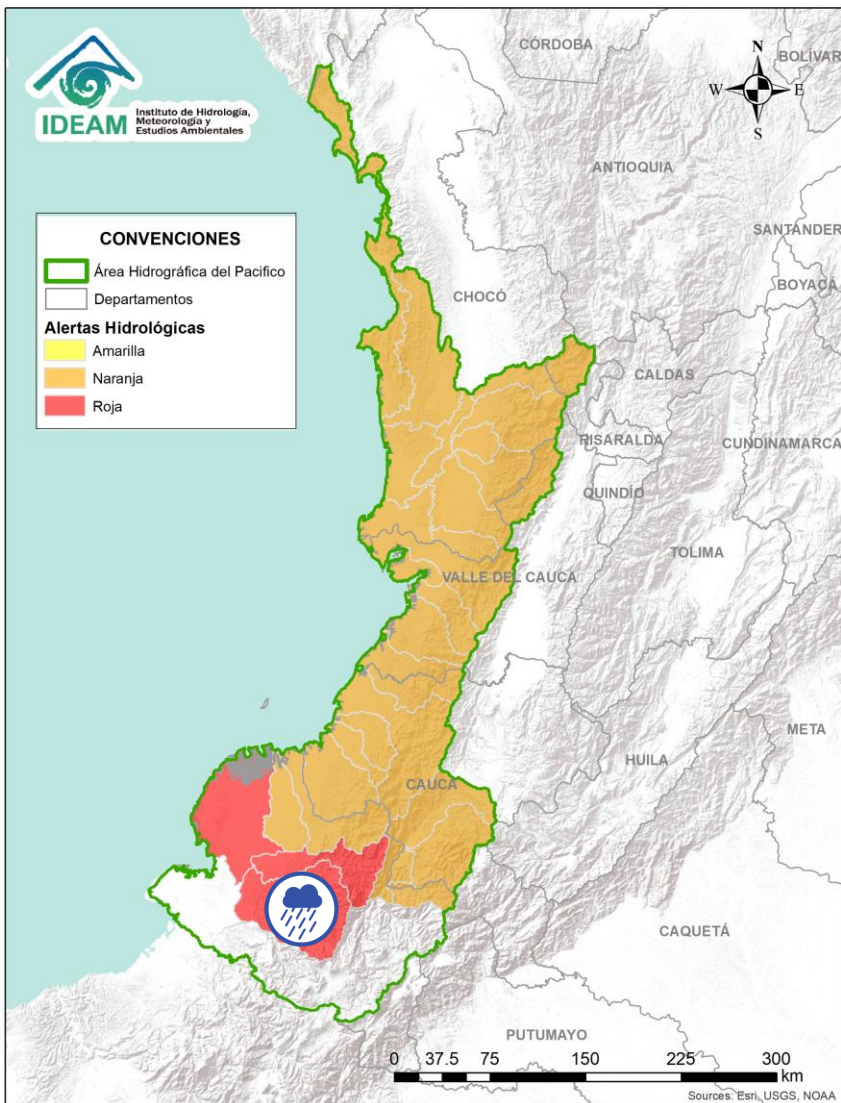 IDEAM
Instituto de Hidrología,
Meteorología y
Estudios Ambientales
CÓRDOBA
BOLÍVAR
N
W E
S
ANTIOQUIA
SANTANDER
BOYACÁ
CONVENCIONES
Área Hidrográfica del Pacifico
Departamentos
Alertas Hidrológicas
Amarilla
Naranja
Roja
CHOCÓ
CALDAS
RISARALDA
CUNDINAMARCA
QUINDÍO
TOLIMA
VALLE DEL CAUCA
META
HUILA
CAUCA
CAQUETÁ
PUTUMAYO
0 37.5 75 150 225 300
km
Sources: Esri, USGS, NOAA